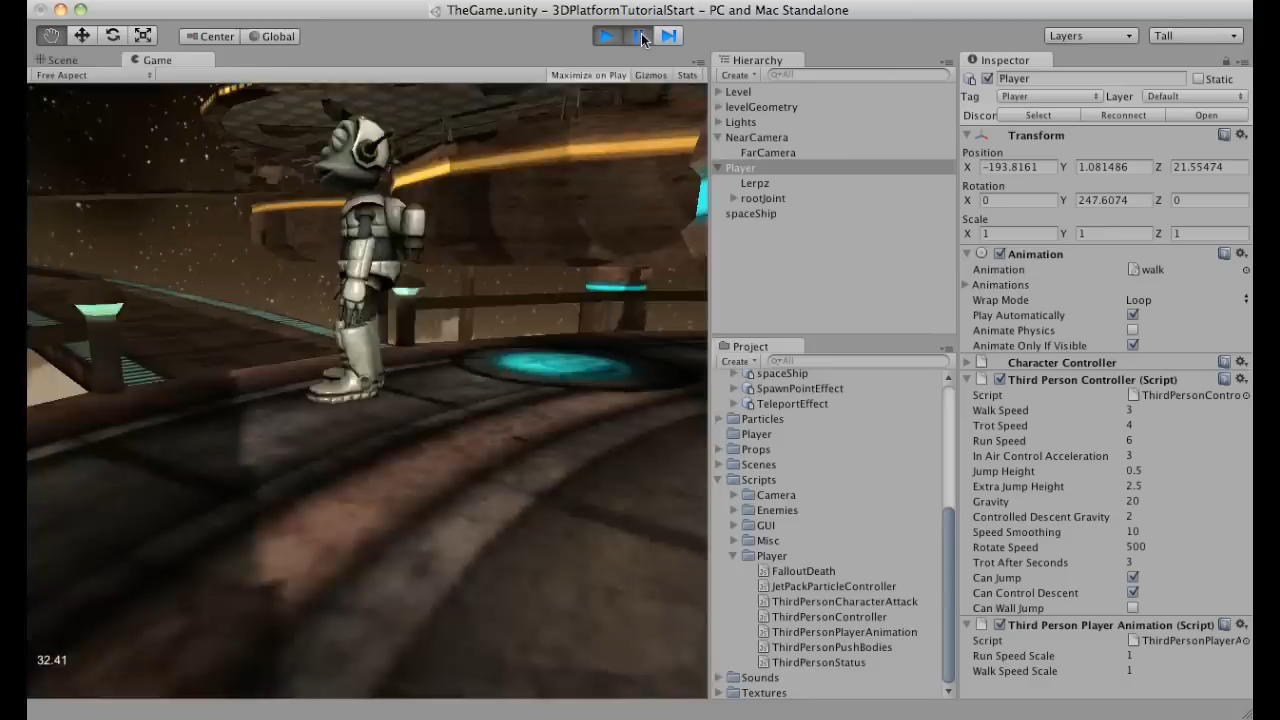 TheGame.unity - 3DPlatformTutorialStart - PC and Mac Standalone
Center Global Layers Tall
Scene Game
Free Aspect Maximize on Play Gizmos Stats
32.41
Hierarchy
Create All
Level
levelGeometry
Lights
NearCamera
FarCamera
Player
Lerpz
rootJoint
spaceShip
Project
Create All
spaceShip
SpawnPointEffect
TeleportEffect
Particles
Player
Props
Scenes
Scripts
Camera
Enemies
GUI
Misc
Player
FalloutDeath
JetPackParticleController
ThirdPersonCharacterAttack
ThirdPersonController
ThirdPersonPlayerAnimation
ThirdPersonPushBodies
ThirdPersonStatus
Sounds
Textures
Inspector
Player Static
Tag Player Layer Default
Discor Select Reconnect Open
Transform
Position
X -193.8161 Y 1.081486 Z 21.55474
Rotation
X 0 Y 247.6074 Z 0
Scale
X 1 Y 1 Z 1
Animation
Animation walk
Animations
Wrap Mode Loop
Play Automatically
Animate Physics
Animate Only If Visible
Character Controller
Third Person Controller (Script)
Script ThirdPersonContro
Walk Speed 3
Trot Speed 4
Run Speed 6
In Air Control Acceleration 3
Jump Height 0.5
Extra Jump Height 2.5
Gravity 20
Controlled Descent Gravity 2
Speed Smoothing 10
Rotate Speed 500
Trot After Seconds 3
Can Jump
Can Control Descent
Can Wall Jump
Third Person Player Animation (Script)
Script ThirdPersonPlayerA
Run Speed Scale 1
Walk Speed Scale 1